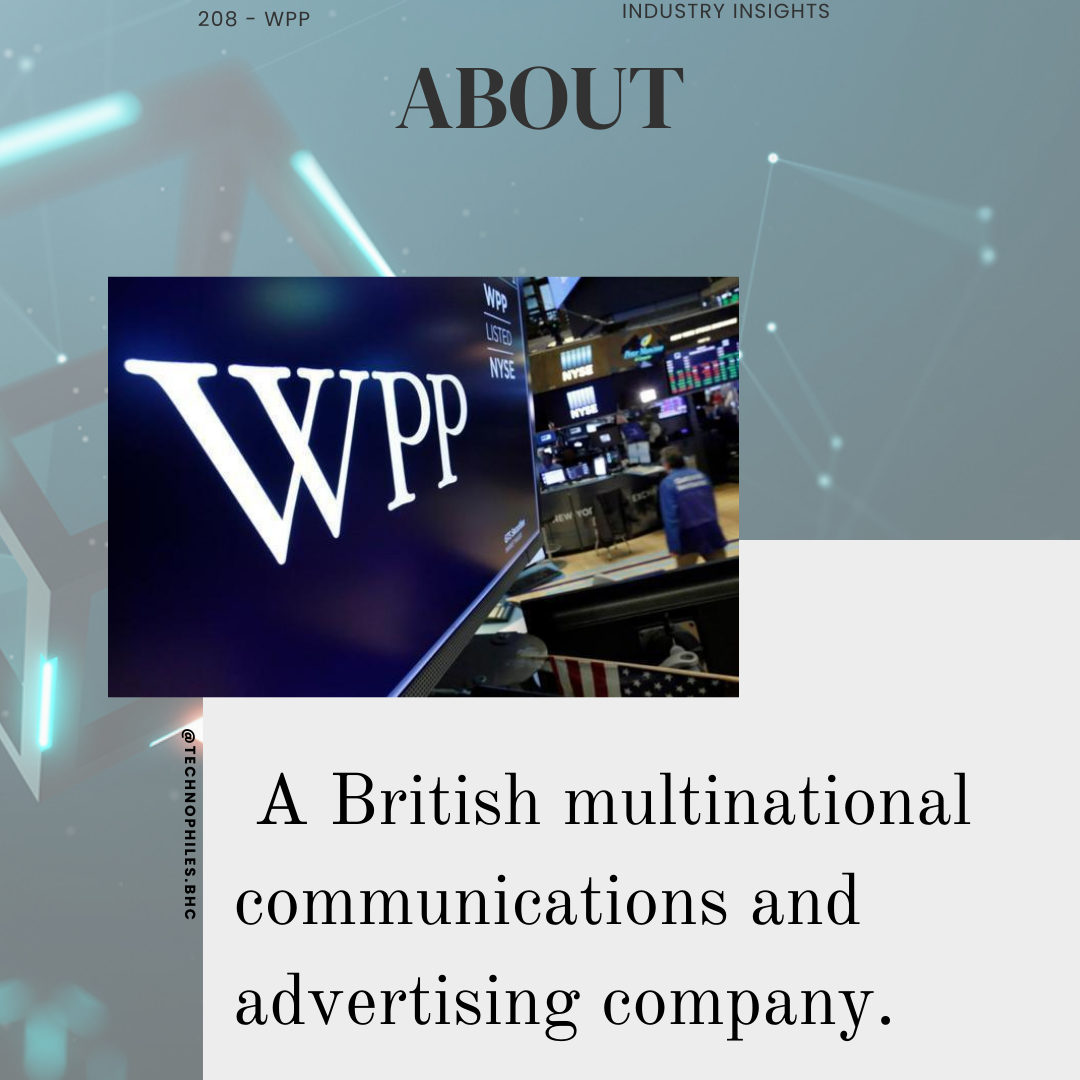 208 - WPP
INDUSTRY INSIGHTS
ABOUT
WPP
LISTED
NYSE
WPP
NYSE
NYSE
@TECHNOPHILES.BHC
A British multinational
communications and
advertising company.